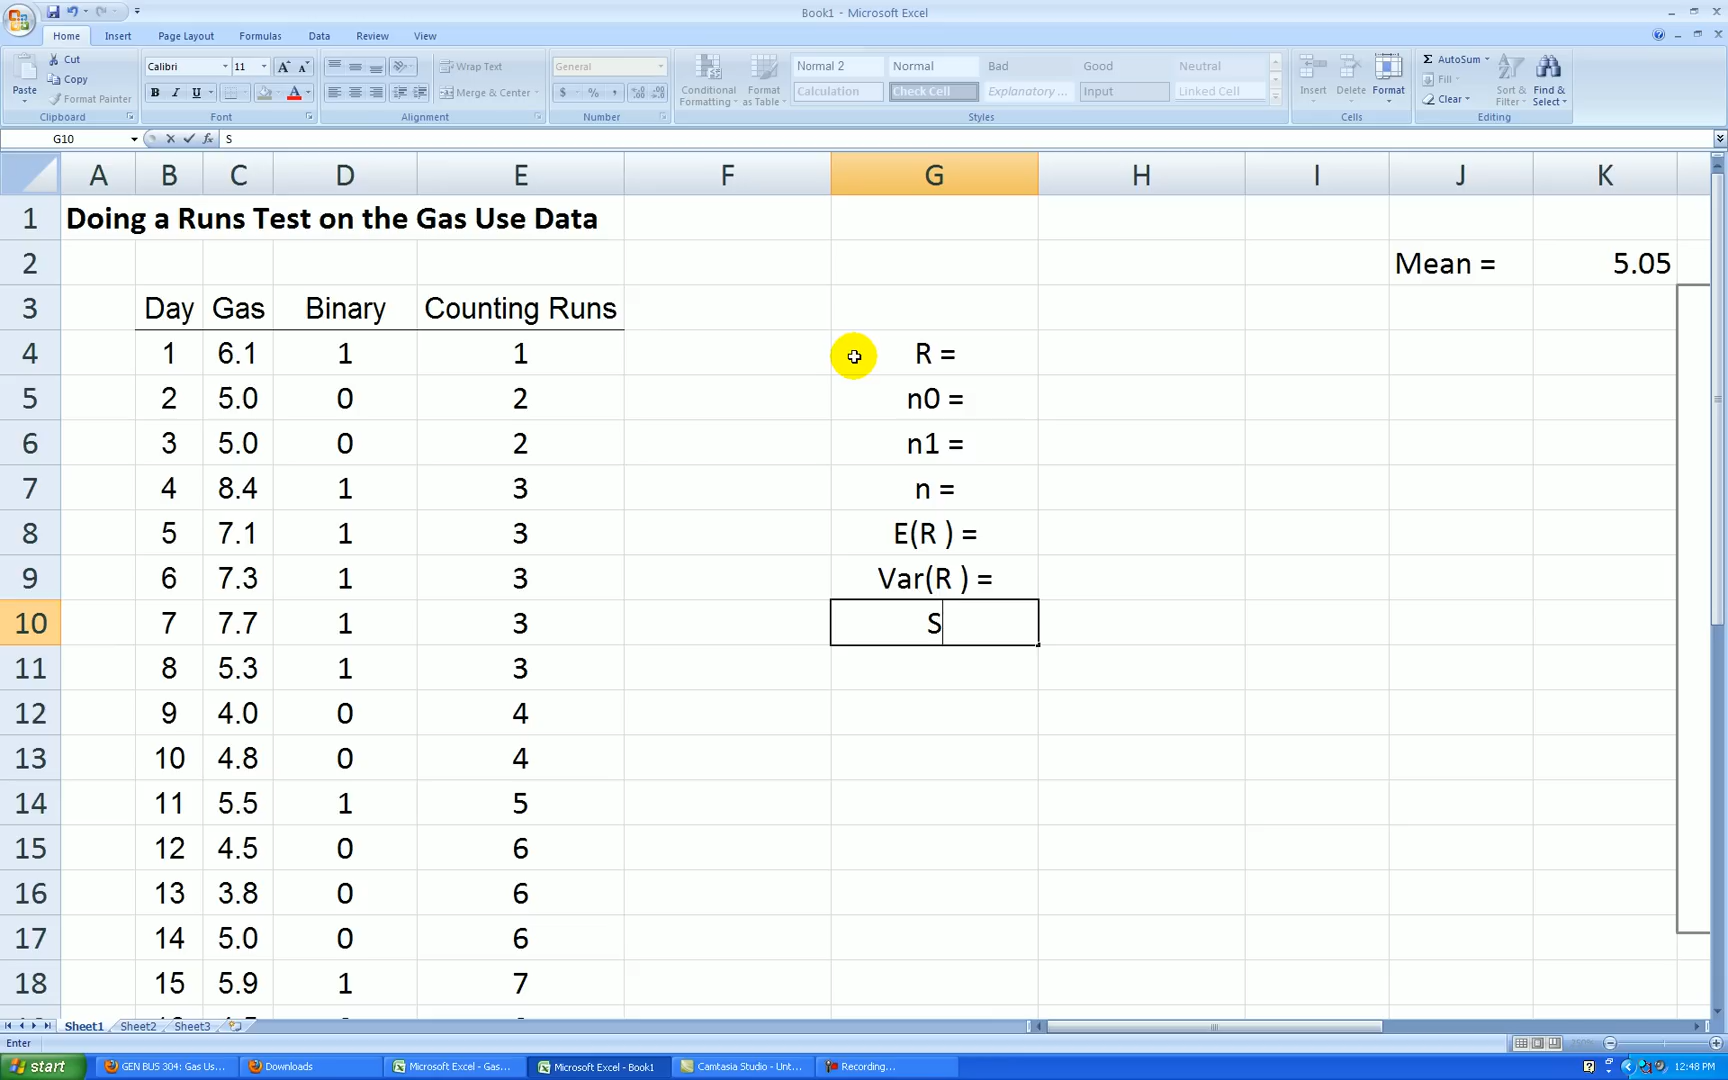 Book1 - Microsoft Excel
Home Insert Page Layout Formulas Data Review View
Paste Cut Copy Format Painter Clipboard
Calibri 11 B I U Font
Wrap Text Merge & Center Alignment
General $ % , Number
Conditional Formatting Format as Table
Normal 2 Normal Bad Good Neutral
Calculation Check Cell Explanatory ... Input Linked Cell
Styles
Insert Delete Format Cells
AutoSum Fill Clear Sort & Filter Find & Select Editing
G10 fx S
A B C D E F G H I J K
1 Doing a Runs Test on the Gas Use Data
2 Mean = 5.05
3 Day Gas Binary Counting Runs
4 1 6.1 1 1 R =
5 2 5.0 0 2 n0 =
6 3 5.0 0 2 n1 =
7 4 8.4 1 3 n =
8 5 7.1 1 3 E(R ) =
9 6 7.3 1 3 Var(R ) =
10 7 7.7 1 3 S
11 8 5.3 1 3
12 9 4.0 0 4
13 10 4.8 0 4
14 11 5.5 1 5
15 12 4.5 0 6
16 13 3.8 0 6
17 14 5.0 0 6
18 15 5.9 1 7
Sheet1 Sheet2 Sheet3
Enter
start GEN BUS 304: Gas Us... Downloads Microsoft Excel - Gas... Microsoft Excel - Book1 Camtasia Studio - Unt... Recording... 12:48 PM